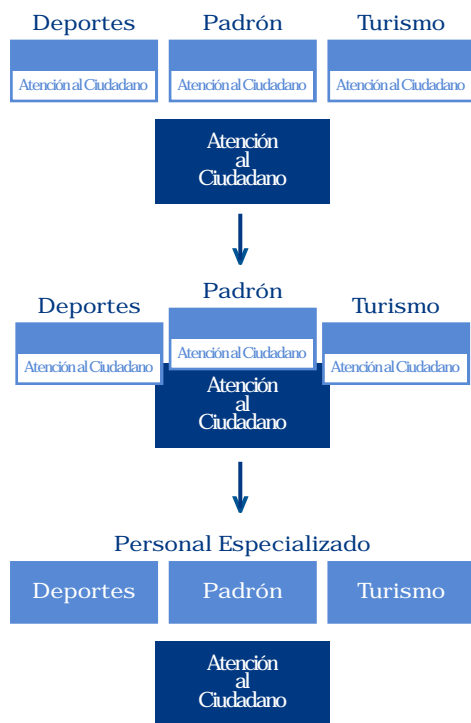 Deportes Padrón Turismo
Atención al Ciudadano Atención al Ciudadano Atención al Ciudadano
Atención
al
Ciudadano
Padrón
Deportes Turismo
Atención al Ciudadano
Atención al Ciudadano Atención al Ciudadano
Atención
al
Ciudadano
Personal Especializado
Deportes Padrón Turismo
Atención
al
Ciudadano